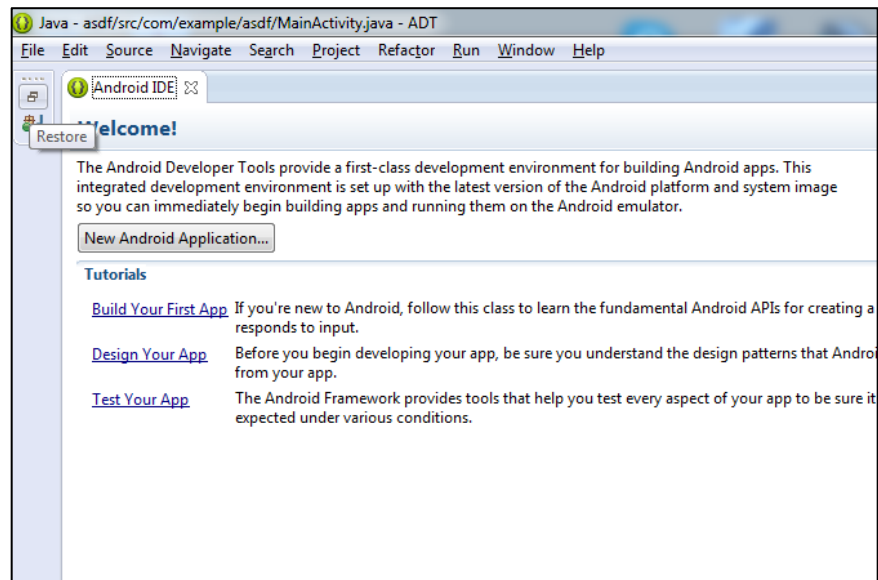 Java - asdf/src/com/example/asdf/MainActivity.java - ADT
File Edit Source Navigate Search Project Refactor Run Window Help
Android IDE
Restore
Welcome!
The Android Developer Tools provide a first-class development environment for building Android apps. This
integrated development environment is set up with the latest version of the Android platform and system image
so you can immediately begin building apps and running them on the Android emulator.
New Android Application...
Tutorials
Build Your First App If you're new to Android, follow this class to learn the fundamental Android APIs for creating a
responds to input.
Design Your App Before you begin developing your app, be sure you understand the design patterns that Androi
from your app.
Test Your App The Android Framework provides tools that help you test every aspect of your app to be sure it
expected under various conditions.